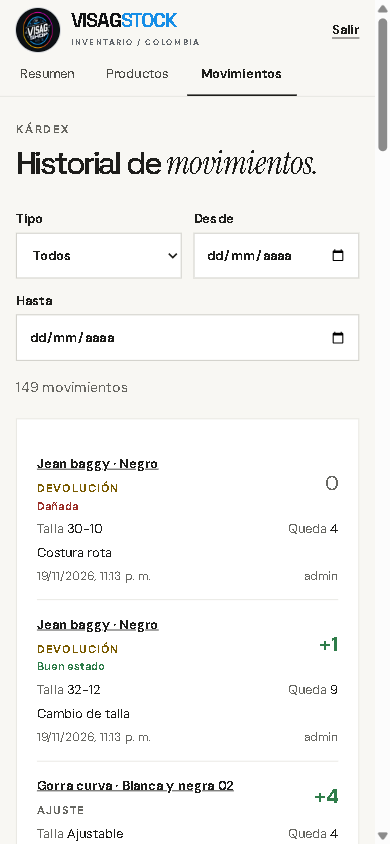 VISAGSTOCK
INVENTARIO / COLOMBIA
Salir
Resumen Productos Movimientos
KÁRDEX
Historial de movimientos.
Tipo Desde
Todos dd/mm/aaaa
Hasta
dd/mm/aaaa
149 movimientos
Jean baggy · Negro
DEVOLUCIÓN 0
Dañada
Talla 30-10 Queda 4
Costura rota
19/11/2026, 11:13 p. m. admin
Jean baggy · Negro
DEVOLUCIÓN +1
Buen estado
Talla 32-12 Queda 9
Cambio de talla
19/11/2026, 11:13 p. m. admin
Gorra curva · Blanca y negra 02
AJUSTE +4
Talla Ajustable Queda 4